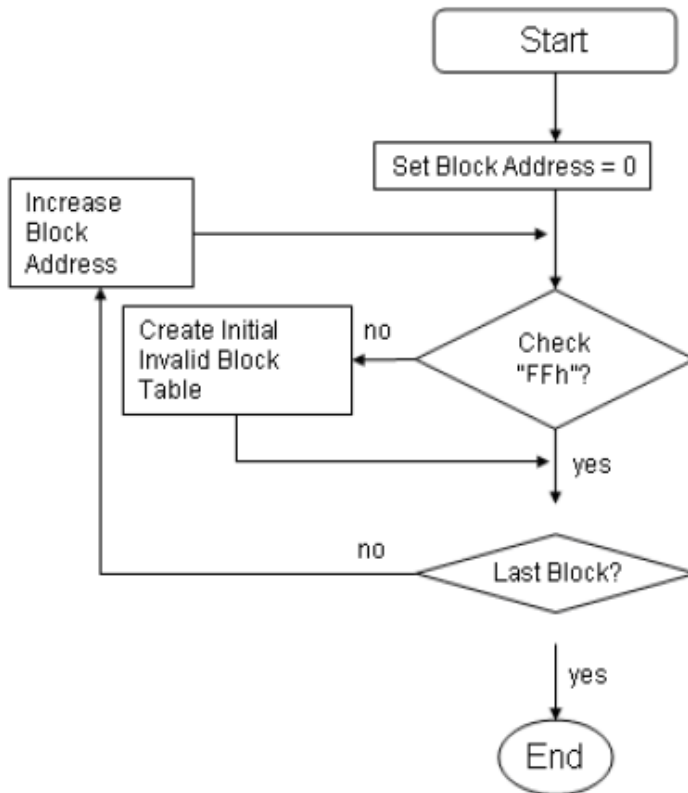 Start
Set Block Address = 0
Increase
Block
Address
Create Initial
Invalid Block
Table
no
Check
"FFh"?
yes
no
Last Block?
yes
End